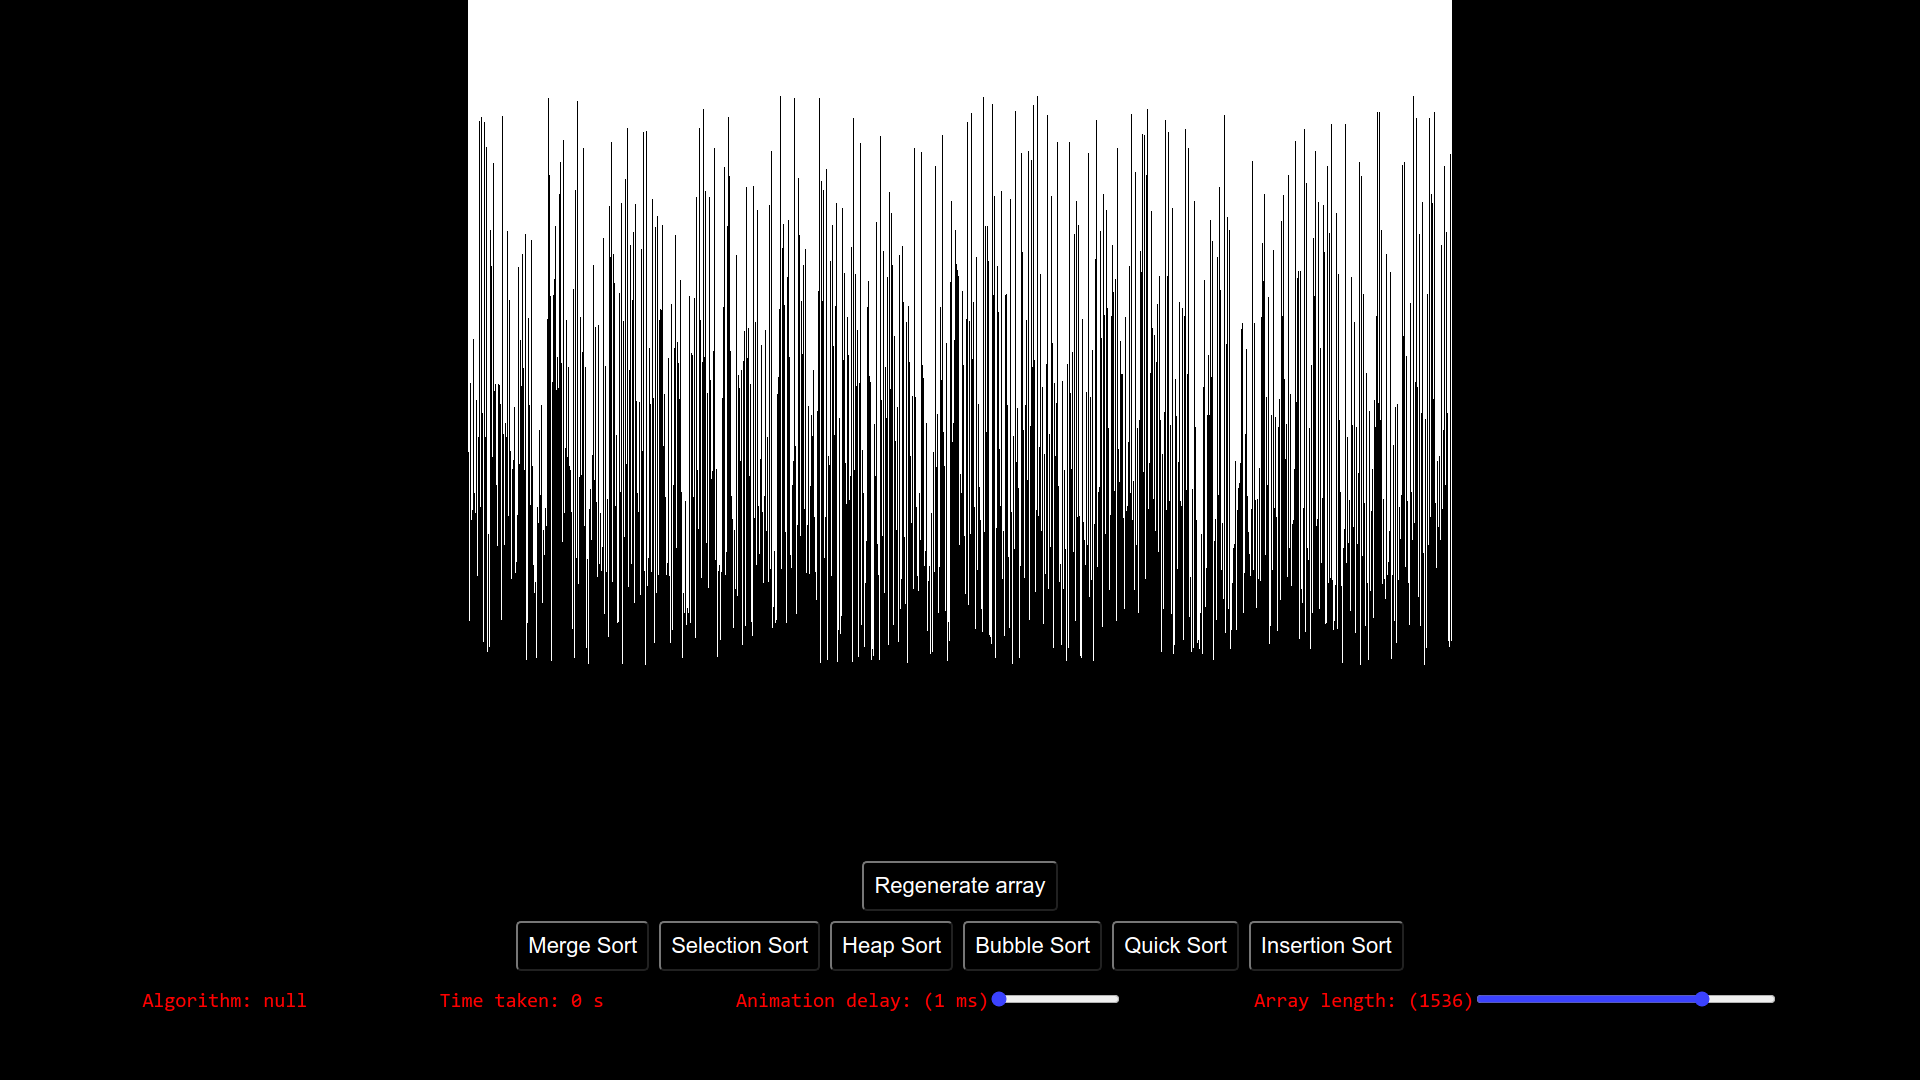 Regenerate array
Merge Sort Selection Sort Heap Sort Bubble Sort Quick Sort Insertion Sort
Algorithm: null Time taken: 0 s Animation delay: (1 ms) Array length: (1536)